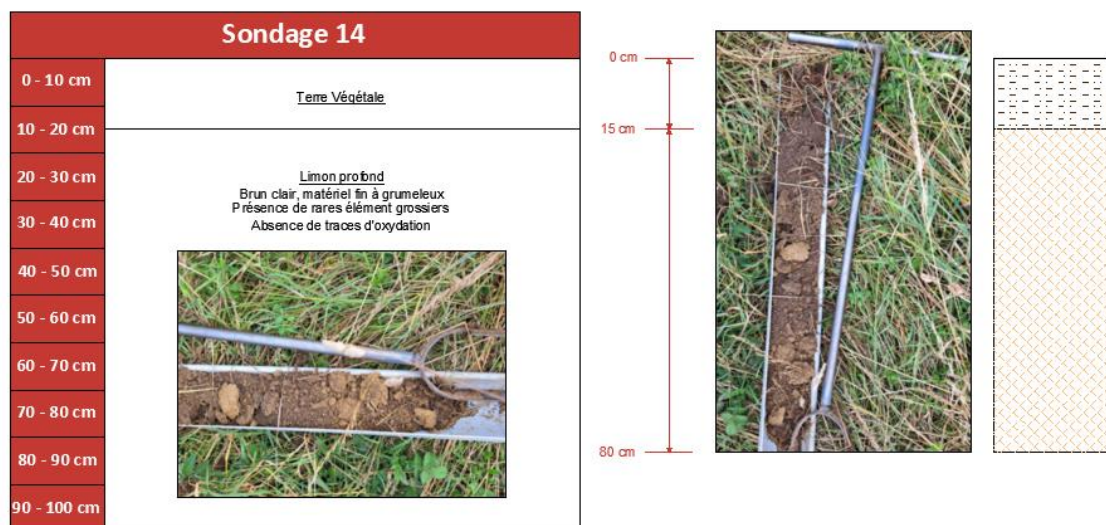 Sondage 14
0 - 10 cm
Terre Végétale
10 - 20 cm
20 - 30 cm
Limon profond
Brun clair, matériel fin à grumeleux
Présence de rares élément grossiers
Absence de traces d'oxydation
30 - 40 cm
40 - 50 cm
50 - 60 cm
60 - 70 cm
70 - 80 cm
80 - 90 cm
90 - 100 cm
0 cm
15 cm
80 cm